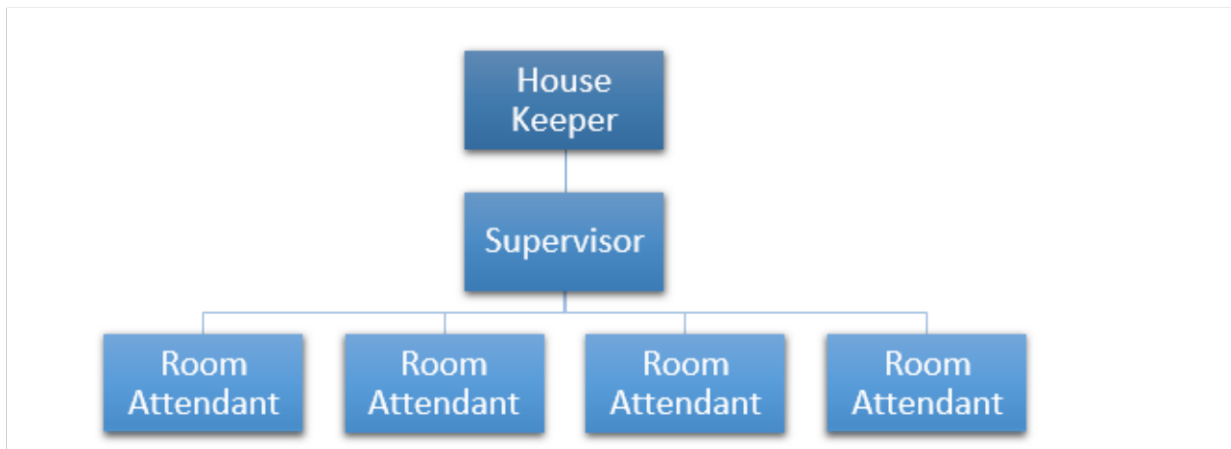 House
Keeper
Supervisor
Room
Attendant
Room
Attendant
Room
Attendant
Room
Attendant